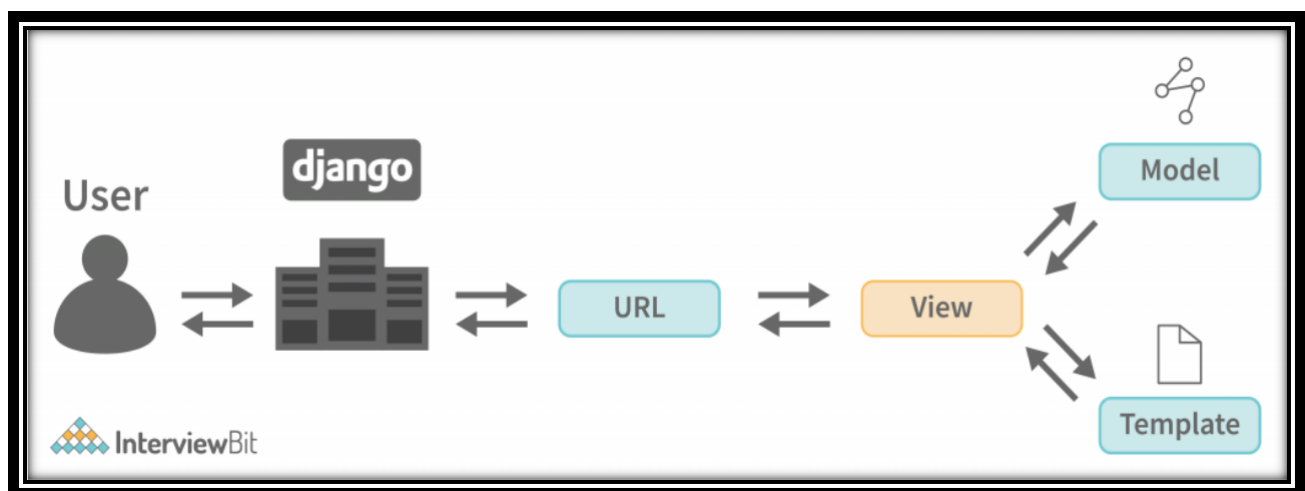 User
django
URL
View
Model
Template
InterviewBit